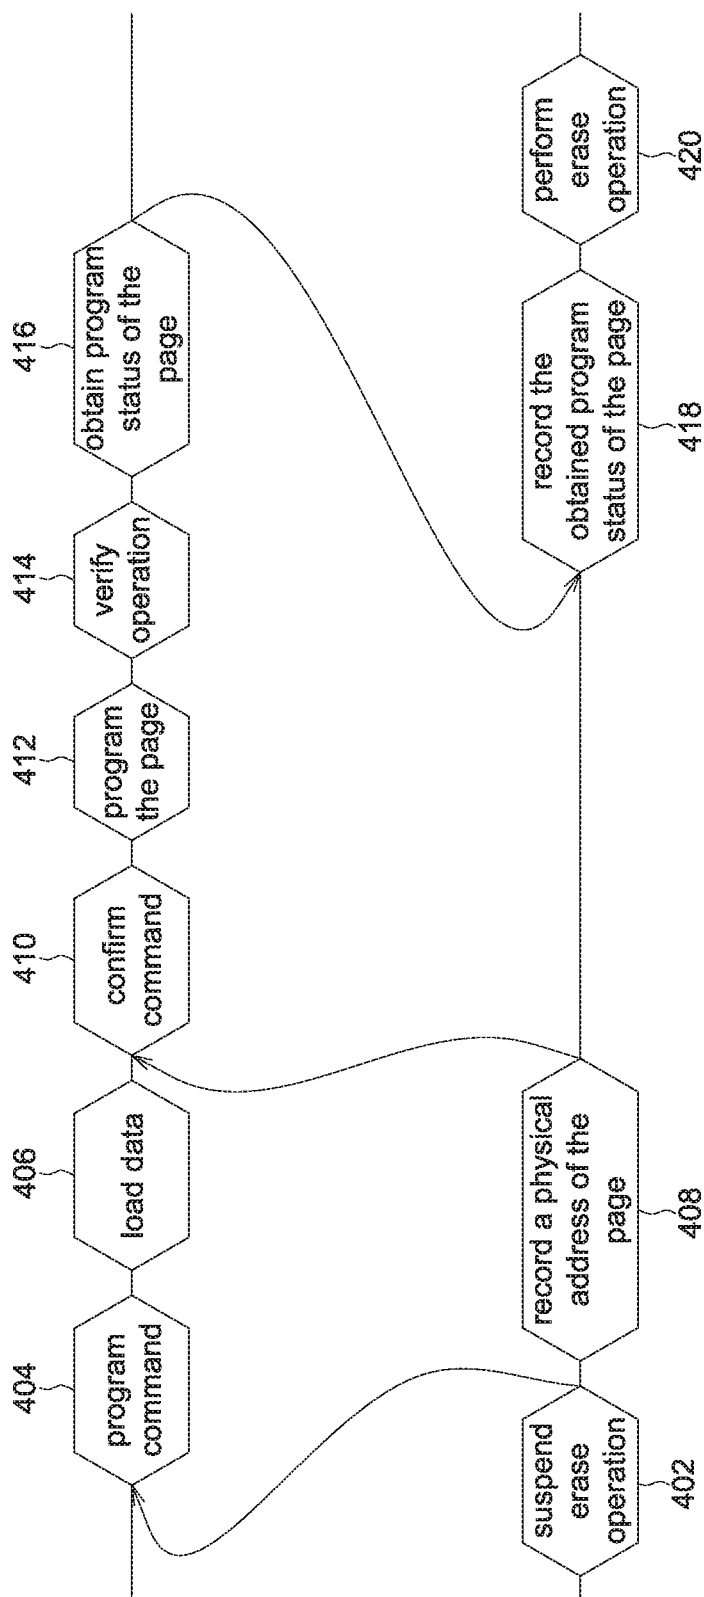 404
program
command
406
load data
410
confirm
command
412
program
the page
414
verify
operation
416
obtain program
status of the
page
suspend
erase
operation
402
record a physical
address of the
page
408
record the
obtained program
status of the page
418
perform
erase
operation
420